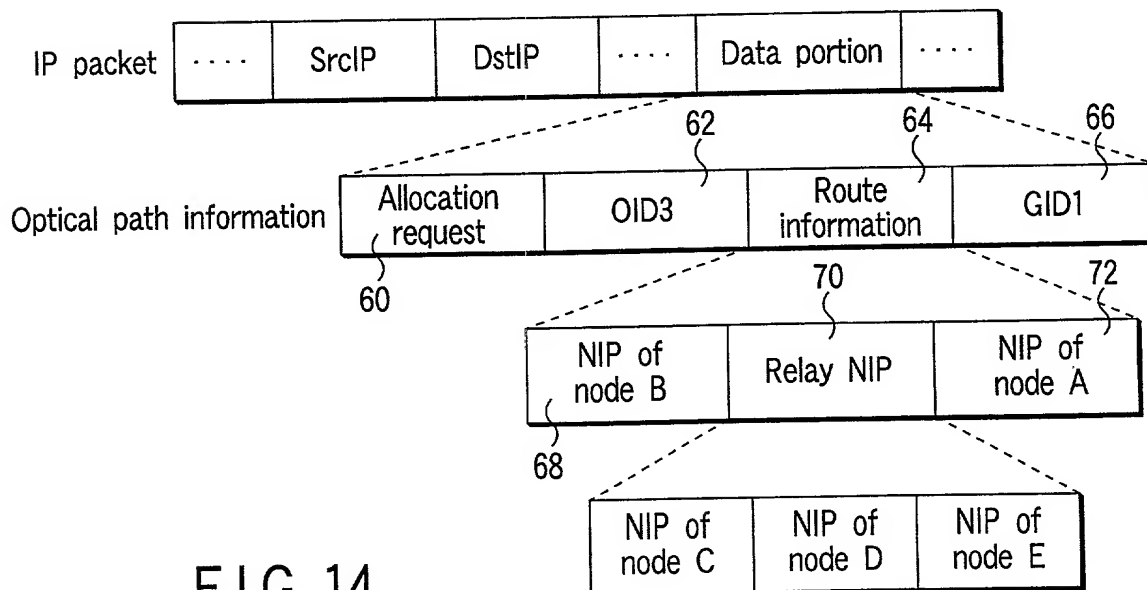 IP packet
....
SrcIP
DstIP
....
Data portion
....
62
64
66
Optical path information
Allocation
request
OID3
Route
information
GID1
60
70
72
NIP of
node B
Relay NIP
NIP of
node A
68
NIP of
node C
NIP of
node D
NIP of
node E
FIG. 14